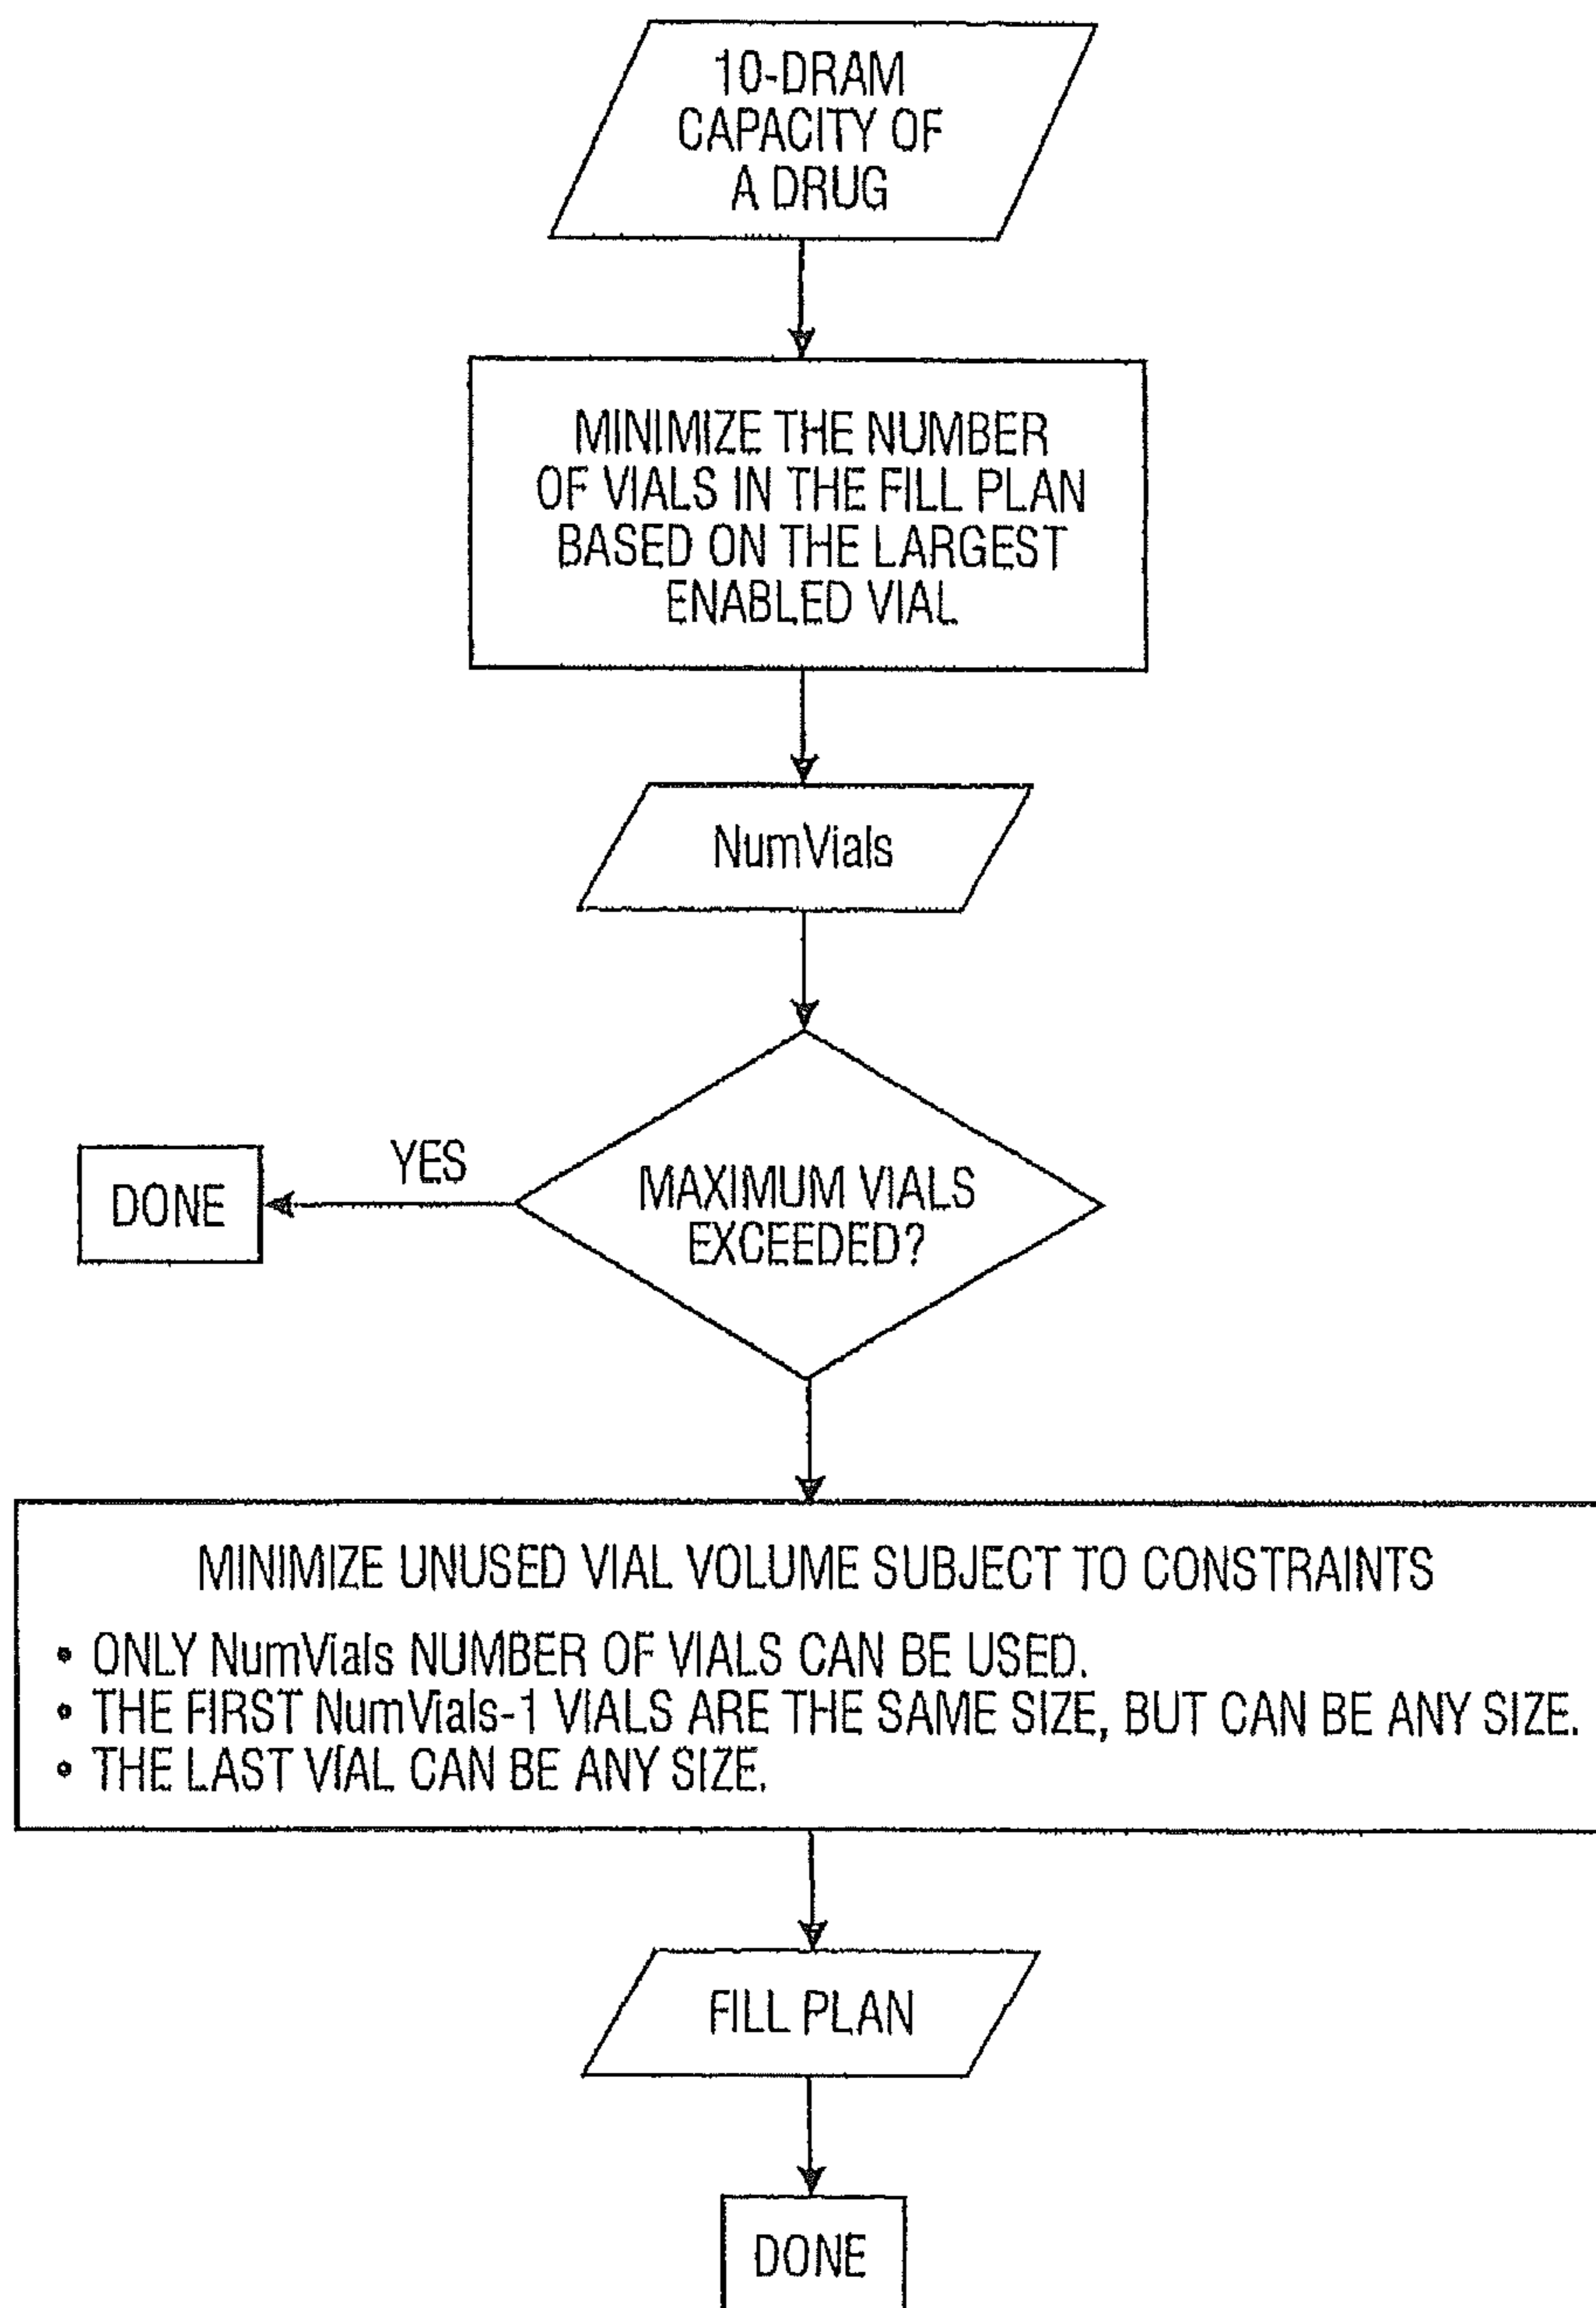 10-DRAM
CAPACITY OF
A DRUG
MINIMIZE THE NUMBER
OF VIALS IN THE FILL PLAN
BASED ON THE LARGEST
ENABLED VIAL
NumVials
YES
DONE
MAXIMUM VIALS
EXCEEDED?
MINIMIZE UNUSED VIAL VOLUME SUBJECT TO CONSTRAINTS
• ONLY NumVials NUMBER OF VIALS CAN BE USED.
• THE FIRST NumVials-1 VIALS ARE THE SAME SIZE, BUT CAN BE ANY SIZE.
• THE LAST VIAL CAN BE ANY SIZE.
FILL PLAN
DONE